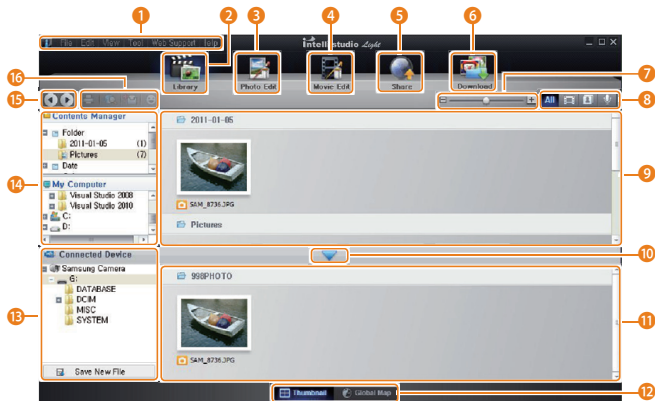 1 2 3 4 5 6
File Edit View Tool Web Support Help
Intelli-studio Light
16 7
Library Photo Edit Movie Edit Share Download
15 All 8
Contents Manager
Folder
2011-01-05 (1)
Pictures (7)
Date
2011-01-05
SAM_8736.JPG
Pictures
14 9
My Computer
Visual Studio 2008
Visual Studio 2010
C:
D:
10
Connected Device
Samsung Camera
G:
DATABASE
DCIM
MISC
SYSTEM
Save New File
998PHOTO
SAM_8736.JPG
13 11
Thumbnail Global Map 12